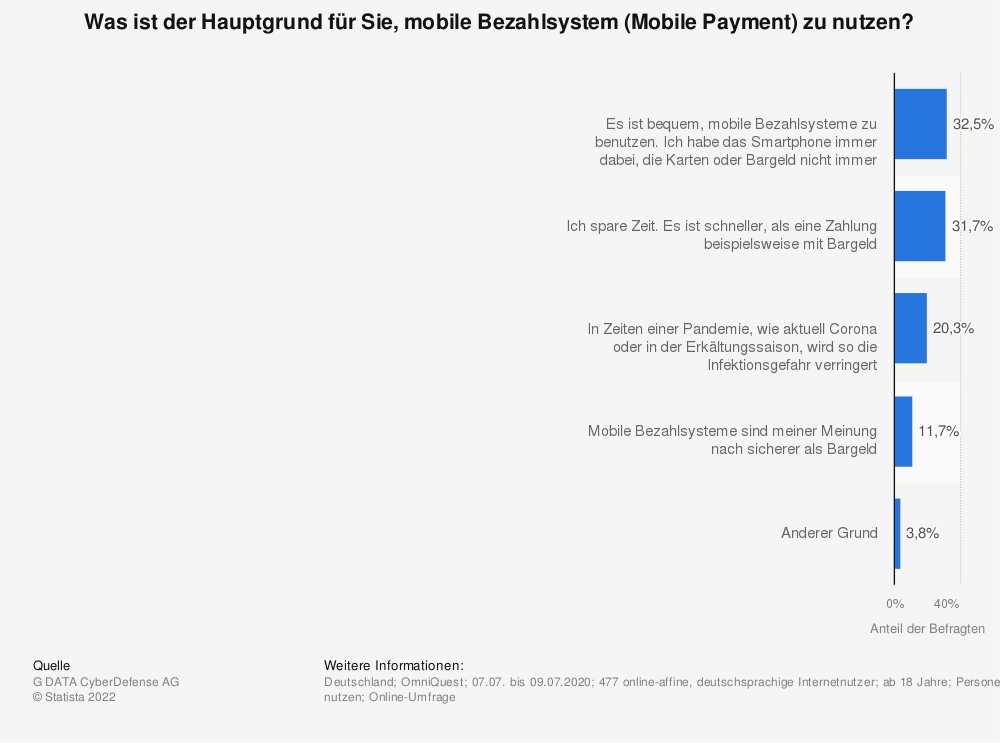 Was ist der Hauptgrund für Sie, mobile Bezahlsystem (Mobile Payment) zu nutzen?
Es ist bequem, mobile Bezahlsysteme zu
benutzen. Ich habe das Smartphone immer
dabei, die Karten oder Bargeld nicht immer
32,5%
Ich spare Zeit. Es ist schneller, als eine Zahlung
beispielsweise mit Bargeld
31,7%
In Zeiten einer Pandemie, wie aktuell Corona
oder in der Erkältungssaison, wird so die
Infektionsgefahr verringert
20,3%
Mobile Bezahlsysteme sind meiner Meinung
nach sicherer als Bargeld
11,7%
Anderer Grund
3,8%
0% 40%
Anteil der Befragten
Quelle
G DATA CyberDefense AG
© Statista 2022
Weitere Informationen:
Deutschland; OmniQuest; 07.07. bis 09.07.2020; 477 online-affine, deutschsprachige Internetnutzer; ab 18 Jahre; Persone
nutzen; Online-Umfrage